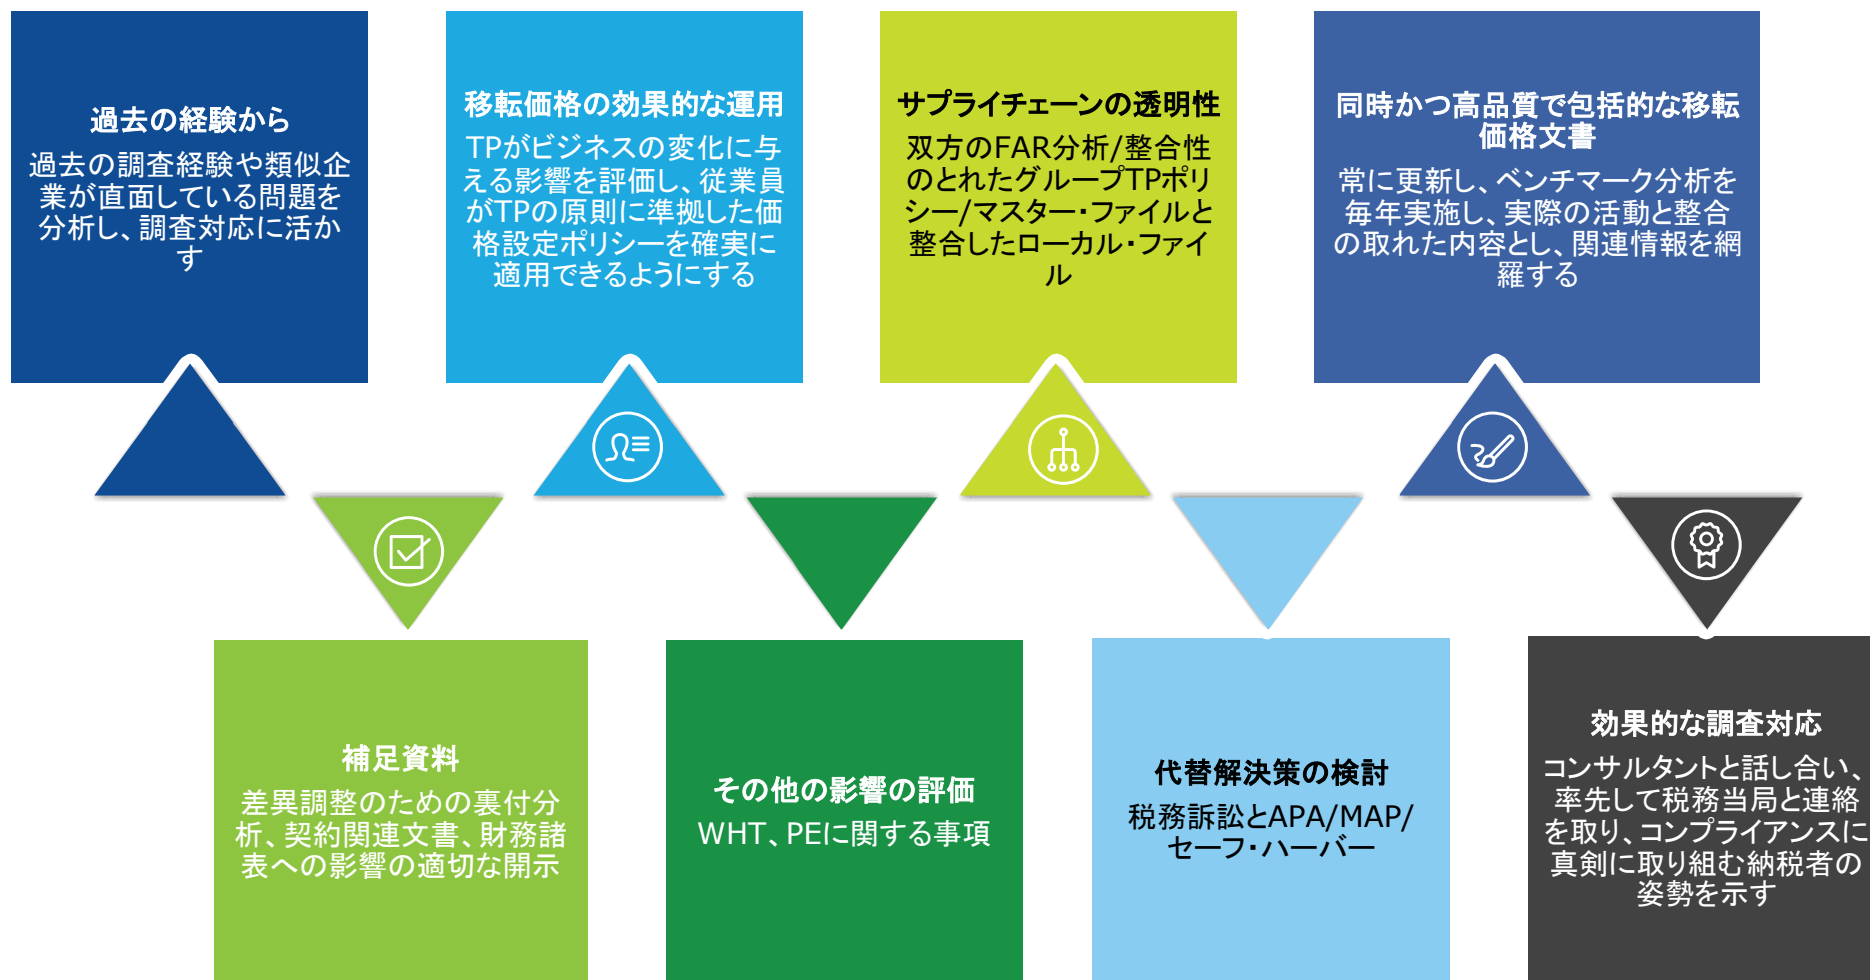 過去の経験から
過去の調査経験や類似企
業が直面している問題を
分析し、調査対応に活か
す
移転価格の効果的な運用
TPがビジネスの変化に与
える影響を評価し、従業員
がTPの原則に準拠した価
格設定ポリシーを確実に
適用できるようにする
サプライチェーンの透明性
双方のFAR分析/整合性
のとれたグループTPポリ
シー/マスター・ファイルと
整合したローカル・ファイ
ル
同時かつ高品質で包括的な移転
価格文書
常に更新し、ベンチマーク分析を
毎年実施し、実際の活動と整合
の取れた内容とし、関連情報を網
羅する
補足資料
差異調整のための裏付分
析、契約関連文書、財務諸
表への影響の適切な開示
その他の影響の評価
WHT、PEに関する事項
代替解決策の検討
税務訴訟とAPA/MAP/
セーフ・ハーバー
効果的な調査対応
コンサルタントと話し合い、
率先して税務当局と連絡
を取り、コンプライアンスに
真剣に取り組む納税者の
姿勢を示す